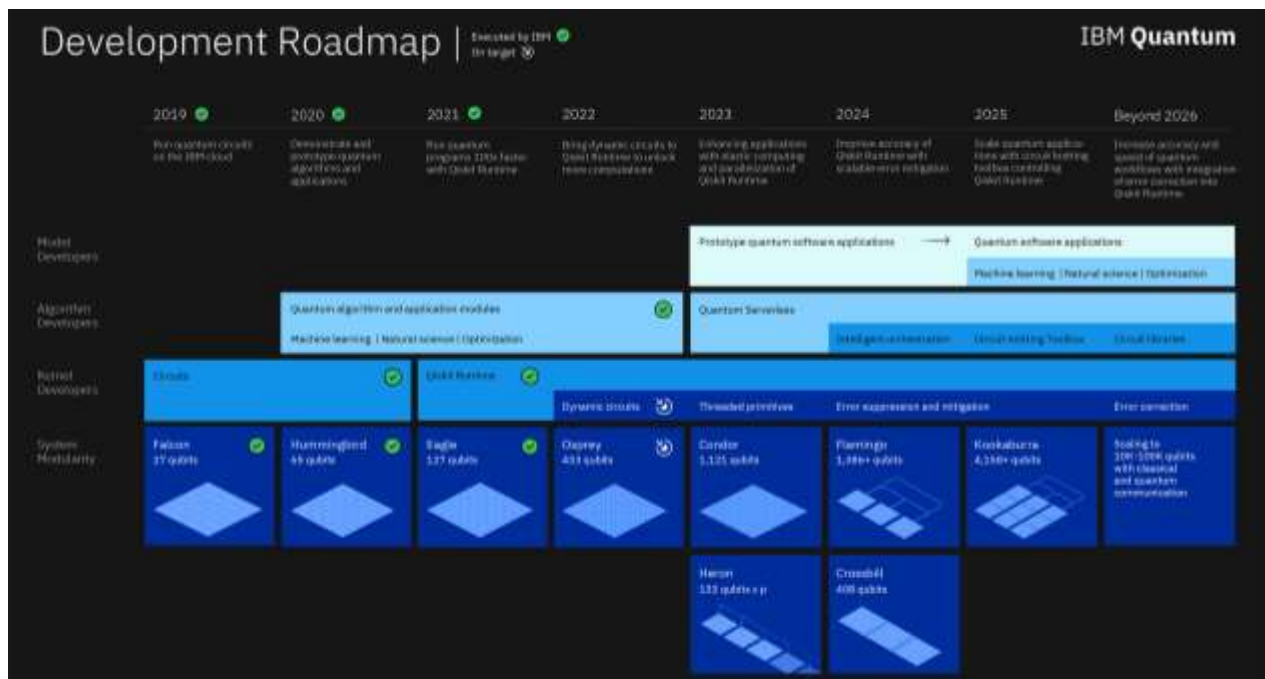 Development Roadmap | Executed by IBM
On target
IBM Quantum
2019
2020
2021
2022
2023
2024
2025
Beyond 2026
Run quantum circuits
on the IBM cloud
Demonstrate and
prototype quantum
algorithms and
applications
Run quantum
programs 100x faster
with Qiskit Runtime
Bring dynamic circuits to
Qiskit Runtime to unlock
more computations
Enhancing applications
with elastic computing
and parallelization of
Qiskit Runtime
Improve accuracy of
Qiskit Runtime with
scalable error mitigation
Scale quantum applica-
tions with circuit knitting
toolbox controlling
Qiskit Runtime
Increase accuracy and
speed of quantum
workflows with integration
of error correction into
Qiskit Runtime
Model
Developers
Prototype quantum software applications →
Quantum software applications
Machine learning | Natural science | Optimization
Algorithm
Developers
Quantum algorithm and application modules
Machine learning | Natural science | Optimization
Quantum Serverless
Intelligent orchestration
Circuit Knitting Toolbox
Circuit libraries
Kernel
Developers
Circuits
Qiskit Runtime
Dynamic circuits
Threaded primitives
Error suppression and mitigation
Error correction
System
Modularity
Falcon
27 qubits
Hummingbird
65 qubits
Eagle
127 qubits
Osprey
433 qubits
Condor
1,121 qubits
Flamingo
1,386+ qubits
Kookaburra
4,158+ qubits
Scaling to
10K-100K qubits
with classical
and quantum
communication
Heron
133 qubits x p
Crossbill
408 qubits